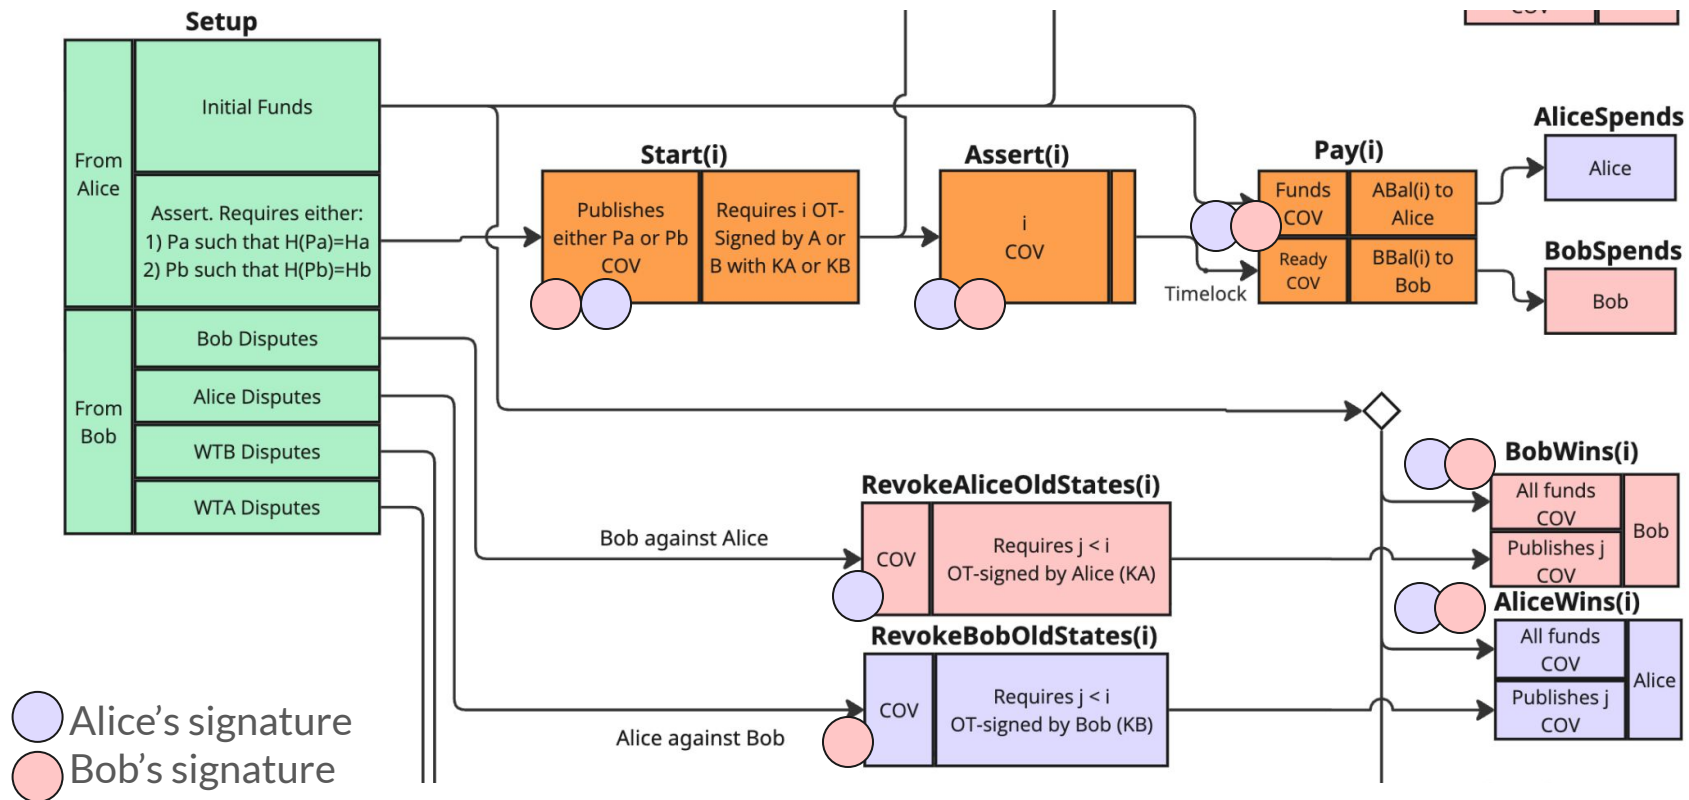 Setup
From
Alice
Initial Funds
Assert. Requires either:
1) Pa such that H(Pa)=Ha
2) Pb such that H(Pb)=Hb
From
Bob
Bob Disputes
Alice Disputes
WTB Disputes
WTA Disputes
Start(i)
Publishes
either Pa or Pb
COV
Requires i OT-
Signed by A or
B with KA or KB
Assert(i)
i
COV
Timelock
Pay(i)
Funds
COV
ABal(i) to
Alice
Ready
COV
BBal(i) to
Bob
AliceSpends
Alice
BobSpends
Bob
Bob against Alice
RevokeAliceOldStates(i)
COV
Requires j < i
OT-signed by Alice (KA)
BobWins(i)
All funds
COV
Publishes j
COV
Bob
Alice against Bob
RevokeBobOldStates(i)
COV
Requires j < i
OT-signed by Bob (KB)
AliceWins(i)
All funds
COV
Publishes j
COV
Alice
Alice's signature
Bob's signature